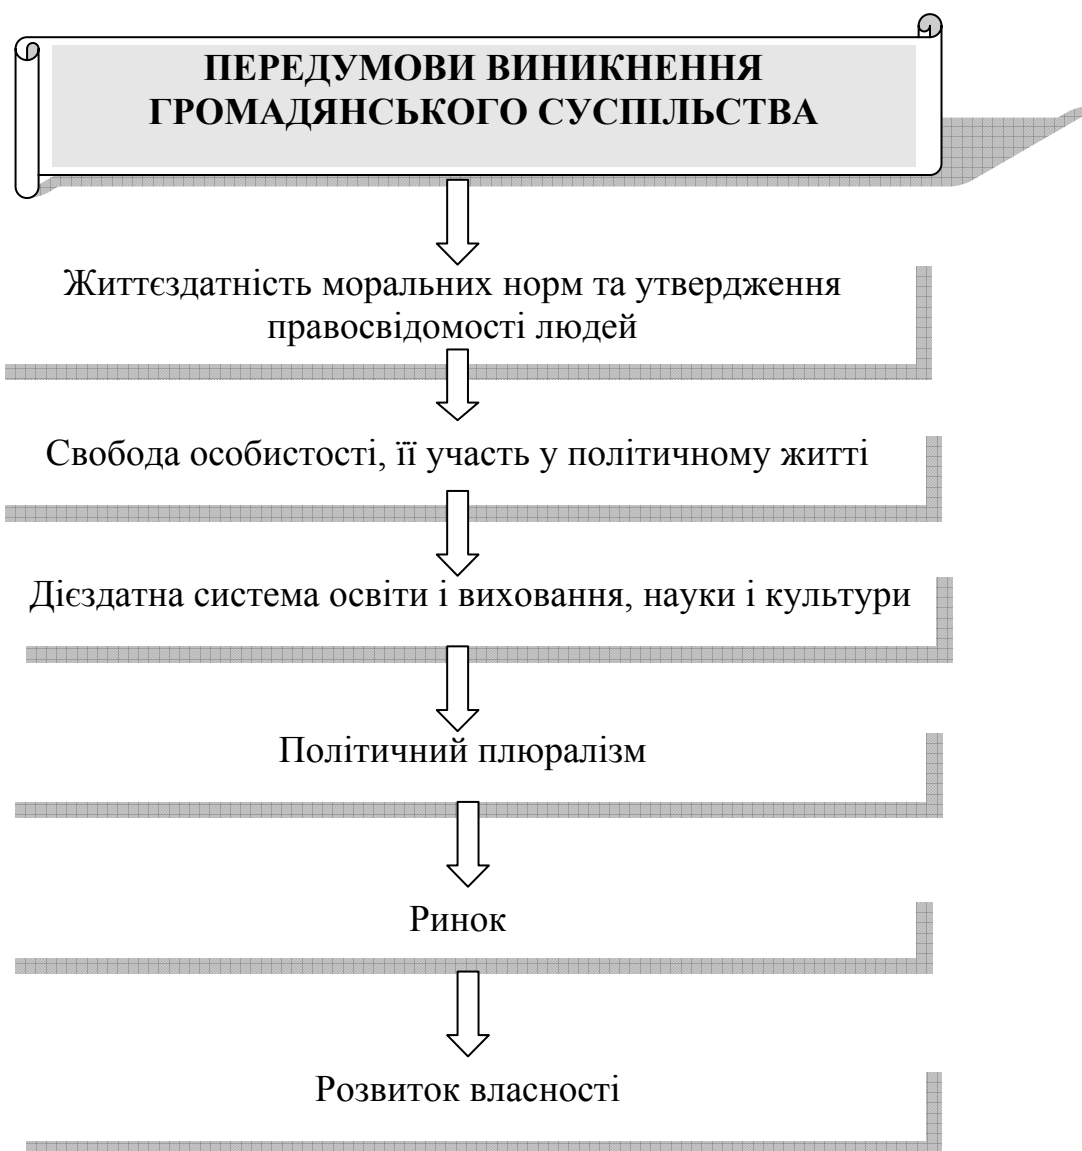 ПЕРЕДУМОВИ ВИНИКНЕННЯ
ГРОМАДЯНСЬКОГО СУСПІЛЬСТВА
Життєздатність моральних норм та утвердження
правосвідомості людей
Свобода особистості, її участь у політичному житті
Дієздатна система освіти і виховання, науки і культури
Політичний плюралізм
Ринок
Розвиток власності